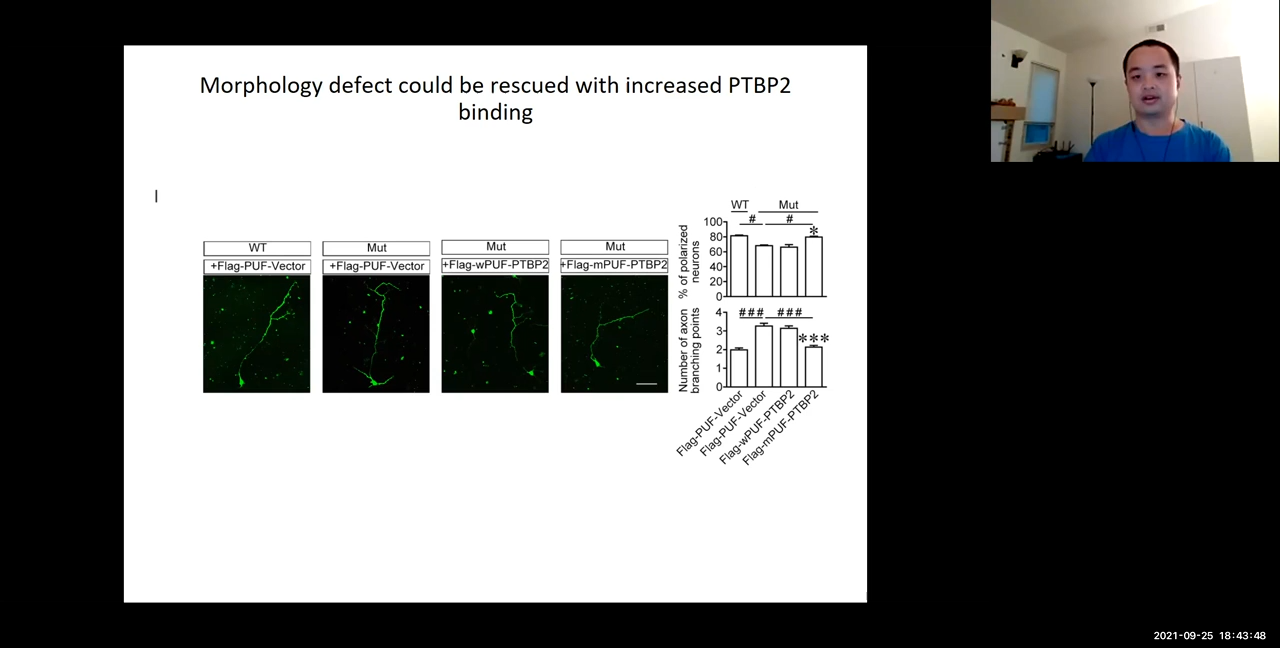 Morphology defect could be rescued with increased PTBP2
binding
WT
+Flag-PUF-Vector
Mut
+Flag-PUF-Vector
Mut
+Flag-wPUF-PTBP2
Mut
+Flag-mPUF-PTBP2
WT Mut
# #
*
% of polarized
neurons
100
80
60
40
20
0
### ###
***
Number of axon
branching points
4
3
2
1
0
Flag-PUF-Vector
Flag-PUF-Vector
Flag-wPUF-PTBP2
Flag-mPUF-PTBP2
2021-09-25 18:43:48